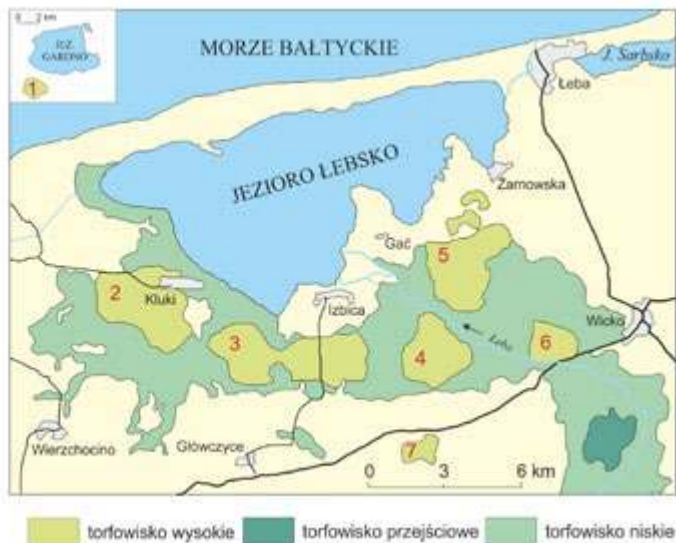 0 2 km
JEZ.
GARDNO
1
MORZE BAŁTYCKIE
J. Sarbsko
Łeba
JEZIORO ŁEBSKO
Żarnowska
Gać
5
2
Kluki
Izbica
Wicko
3
4
Łeba
6
Wierzchocino
Główczyce
7
0 3 6 km
torfowisko wysokie torfowisko przejściowe torfowisko niskie